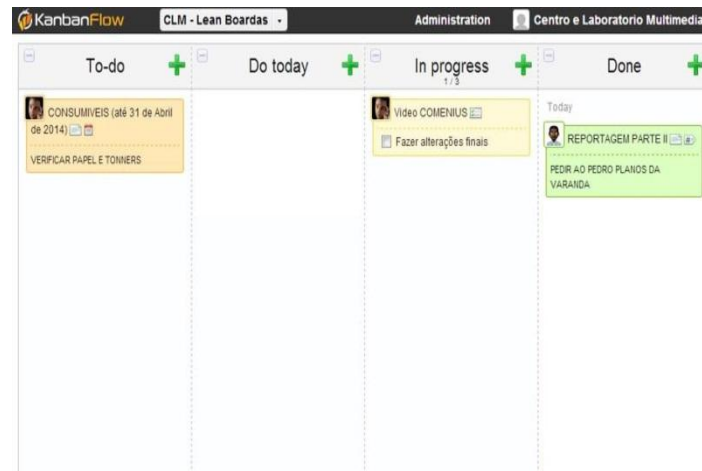 KanbanFlow
CLM - Lean Boardas
Administration
Centro e Laboratorio Multimedia
To-do
Do today
In progress
1 / 3
Done
CONSUMIVEIS (até 31 de Abril
de 2014)
VERIFICAR PAPEL E TONNERS
Video COMENIUS
Fazer alterações finais
Today
REPORTAGEM PARTE II
PEDIR AO PEDRO PLANOS DA
VARANDA